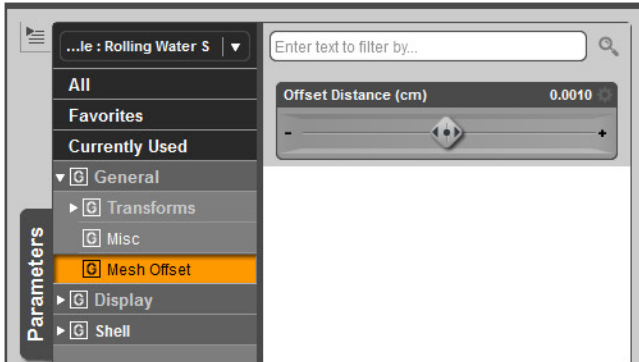 ...le : Rolling Water S
Enter text to filter by...
All
Favorites
Currently Used
G General
G Transforms
G Misc
G Mesh Offset
G Display
G Shell
Parameters
Offset Distance (cm) 0.0010
- +